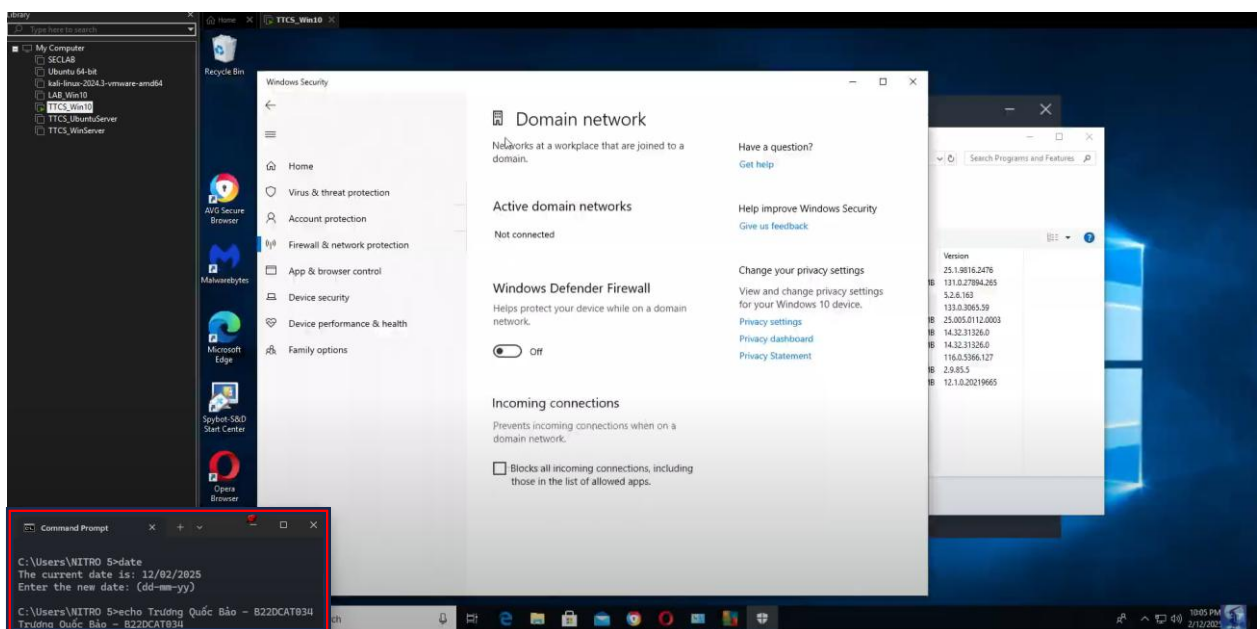 Library
Type here to search
My Computer
SECLAB
Ubuntu 64-bit
kali-linux-2024.3-vmware-amd64
LAB_Win10
TTCS_Win10
TTCS_UbuntuServer
TTCS_WinServer
Home
TTCS_Win10
Recycle Bin
AVG Secure
Browser
Malwarebytes
Microsoft
Edge
Spybot-S&D
Start Center
Opera
Browser
Windows Security
Home
Virus & threat protection
Account protection
Firewall & network protection
App & browser control
Device security
Device performance & health
Family options
Domain network
Networks at a workplace that are joined to a
domain.
Active domain networks
Not connected
Windows Defender Firewall
Helps protect your device while on a domain
network.
Off
Incoming connections
Prevents incoming connections when on a
domain network.
Blocks all incoming connections, including
those in the list of allowed apps.
Have a question?
Get help
Help improve Windows Security
Give us feedback
Change your privacy settings
View and change privacy settings
for your Windows 10 device.
Privacy settings
Privacy dashboard
Privacy Statement
Search Programs and Features
Version
25.1.9816.2476
131.0.27894.265
5.2.6.163
133.0.3065.59
25.005.0112.0003
14.32.31326.0
14.32.31326.0
116.0.5366.127
2.9.85.5
12.1.0.20219665
Command Prompt
C:\Users\NITRO 5>date
The current date is: 12/02/2025
Enter the new date: (dd-mm-yy)
C:\Users\NITRO 5>echo Trương Quốc Bảo - B22DCAT034
Trương Quốc Bảo - B22DCAT034
ch
10:05 PM
2/12/2025